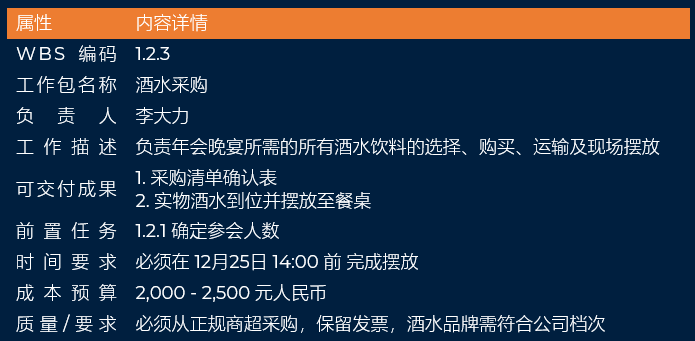 属性 内容详情
WBS 编码 1.2.3
工作包名称 酒水采购
负责人 李大力
工作描述 负责年会晚宴所需的所有酒水饮料的选择、购买、运输及现场摆放
可交付成果 1. 采购清单确认表
2. 实物酒水到位并摆放至餐桌
前置任务 1.2.1 确定参会人数
时间要求 必须在 12月25日 14:00 前 完成摆放
成本预算 2,000 - 2,500 元人民币
质量/要求 必须从正规商超采购，保留发票，酒水品牌需符合公司档次